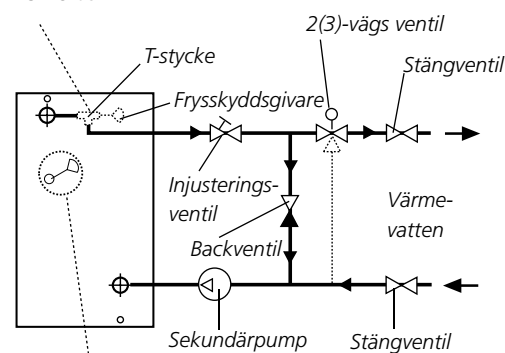 2(3)-vägs ventil
T-stycke
Stängventil
Frysskyddsgivare
Injusterings-
ventil
Värme-
vatten
Backventil
Sekundärpump
Stängventil